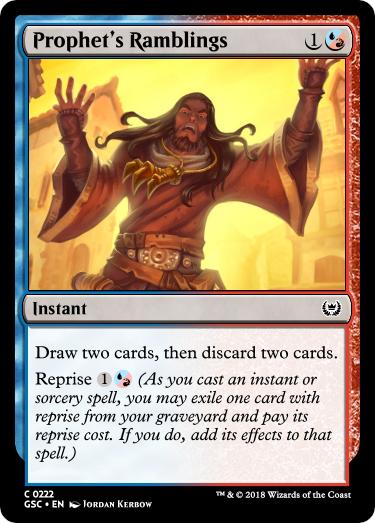 Prophet's Ramblings 1
Instant
Draw two cards, then discard two cards.
Reprise 1 (As you cast an instant or
sorcery spell, you may exile one card with
reprise from your graveyard and pay its
reprise cost. If you do, add its effects to that
spell.)
C 0222
GSC • EN Jordan Kerbow
™ & © 2018 Wizards of the Coast